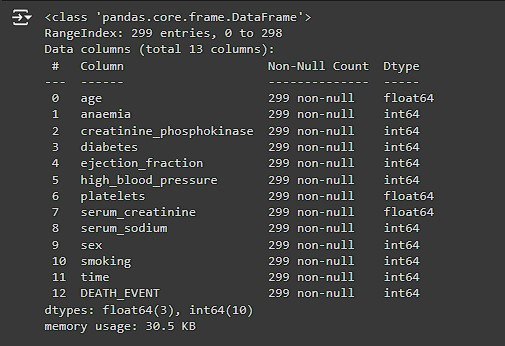 <class 'pandas.core.frame.DataFrame'>
RangeIndex: 299 entries, 0 to 298
Data columns (total 13 columns):
 #   Column                    Non-Null Count  Dtype
---  ------                    --------------  -----
 0   age                       299 non-null    float64
 1   anaemia                   299 non-null    int64
 2   creatinine_phosphokinase  299 non-null    int64
 3   diabetes                  299 non-null    int64
 4   ejection_fraction         299 non-null    int64
 5   high_blood_pressure       299 non-null    int64
 6   platelets                 299 non-null    float64
 7   serum_creatinine          299 non-null    float64
 8   serum_sodium              299 non-null    int64
 9   sex                       299 non-null    int64
 10  smoking                   299 non-null    int64
 11  time                      299 non-null    int64
 12  DEATH_EVENT               299 non-null    int64
dtypes: float64(3), int64(10)
memory usage: 30.5 KB